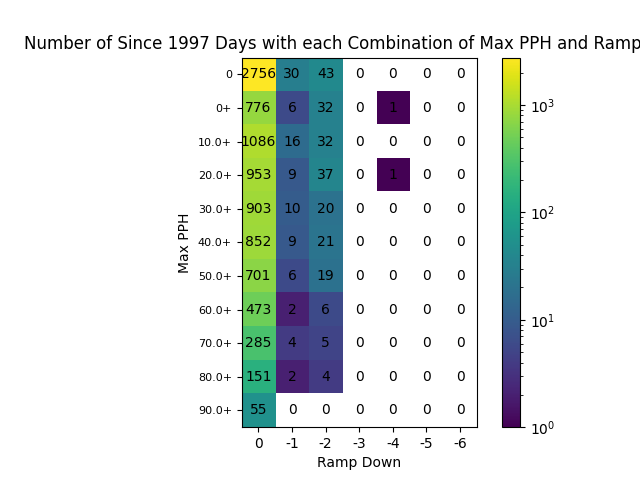 Number of Since 1997 Days with each Combination of Max PPH and Ramp
0 2756 30 43 0 0 0 0
0+ 776 6 32 0 1 0 0
10.0+ 1086 16 32 0 0 0 0
20.0+ 953 9 37 0 1 0 0
30.0+ 903 10 20 0 0 0 0
40.0+ 852 9 21 0 0 0 0
50.0+ 701 6 19 0 0 0 0
60.0+ 473 2 6 0 0 0 0
70.0+ 285 4 5 0 0 0 0
80.0+ 151 2 4 0 0 0 0
90.0+ 55 0 0 0 0 0 0
0 -1 -2 -3 -4 -5 -6
Ramp Down
Max PPH
10³
10²
10¹
10⁰